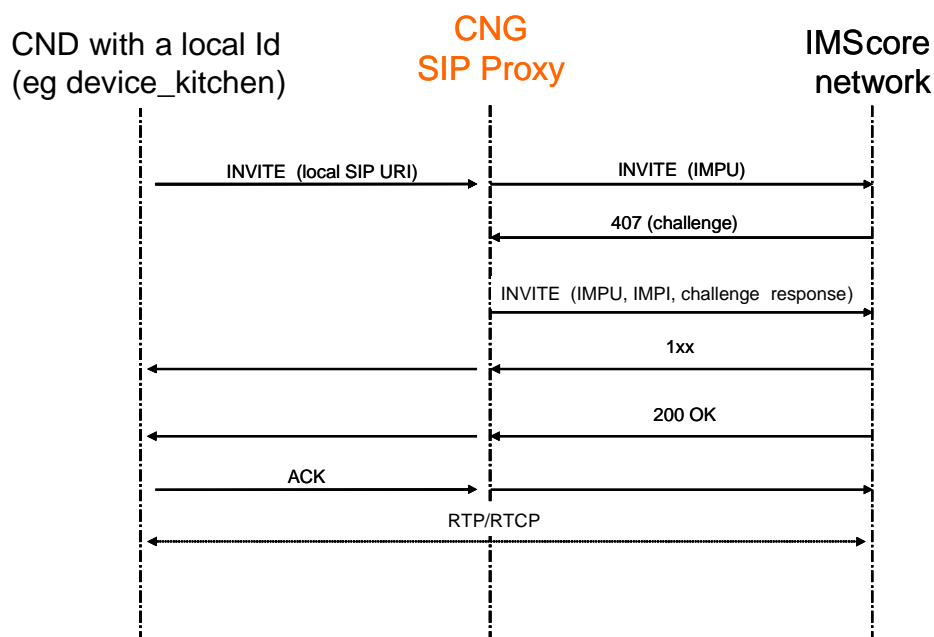 CND with a local Id
(eg device_kitchen)
CNG
SIP Proxy
IMScore
network
INVITE (local SIP URI)
INVITE (IMPU)
407 (challenge)
INVITE (IMPU, IMPI, challenge response)
1xx
200 OK
ACK
RTP/RTCP